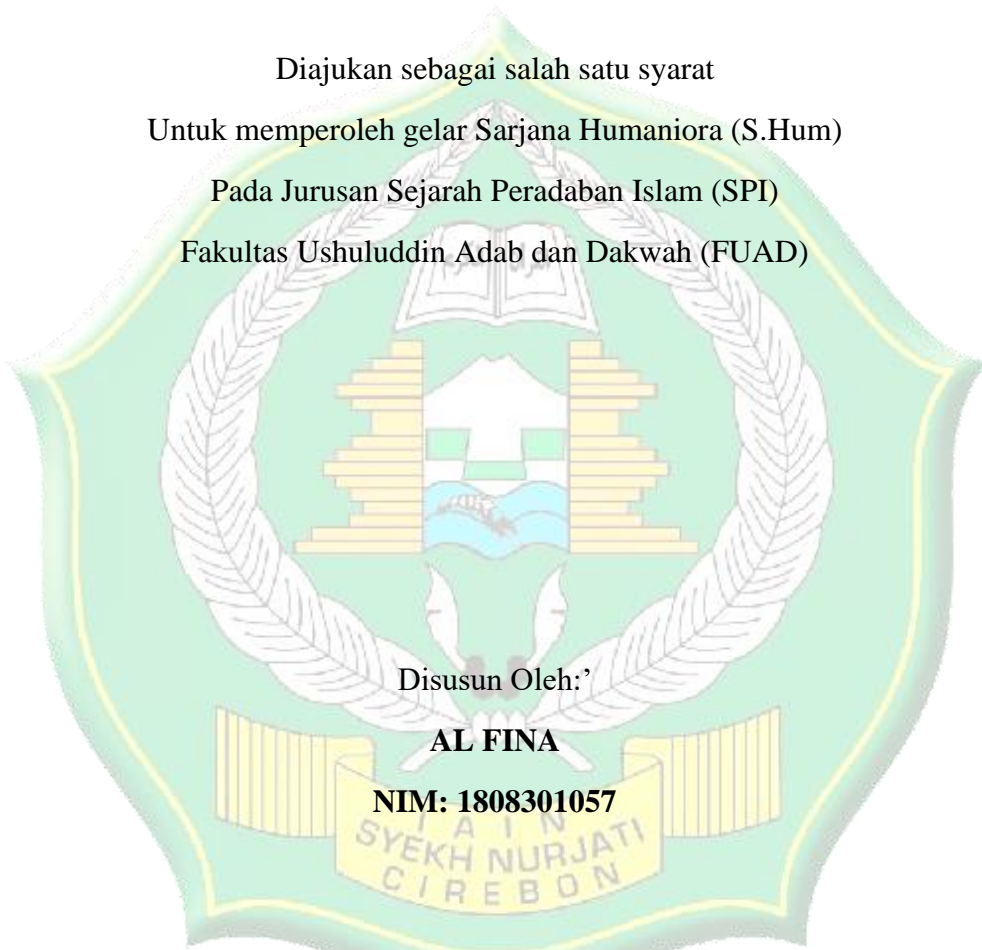 Diajukan sebagai salah satu syarat
Untuk memperoleh gelar Sarjana Humaniora (S.Hum)
Pada Jurusan Sejarah Peradaban Islam (SPI)
Fakultas Ushuluddin Adab dan Dakwah (FUAD)
Disusun Oleh:’
AL FINA
NIM: 1808301057
IAIN
SYEKH NURJATI
CIREBON